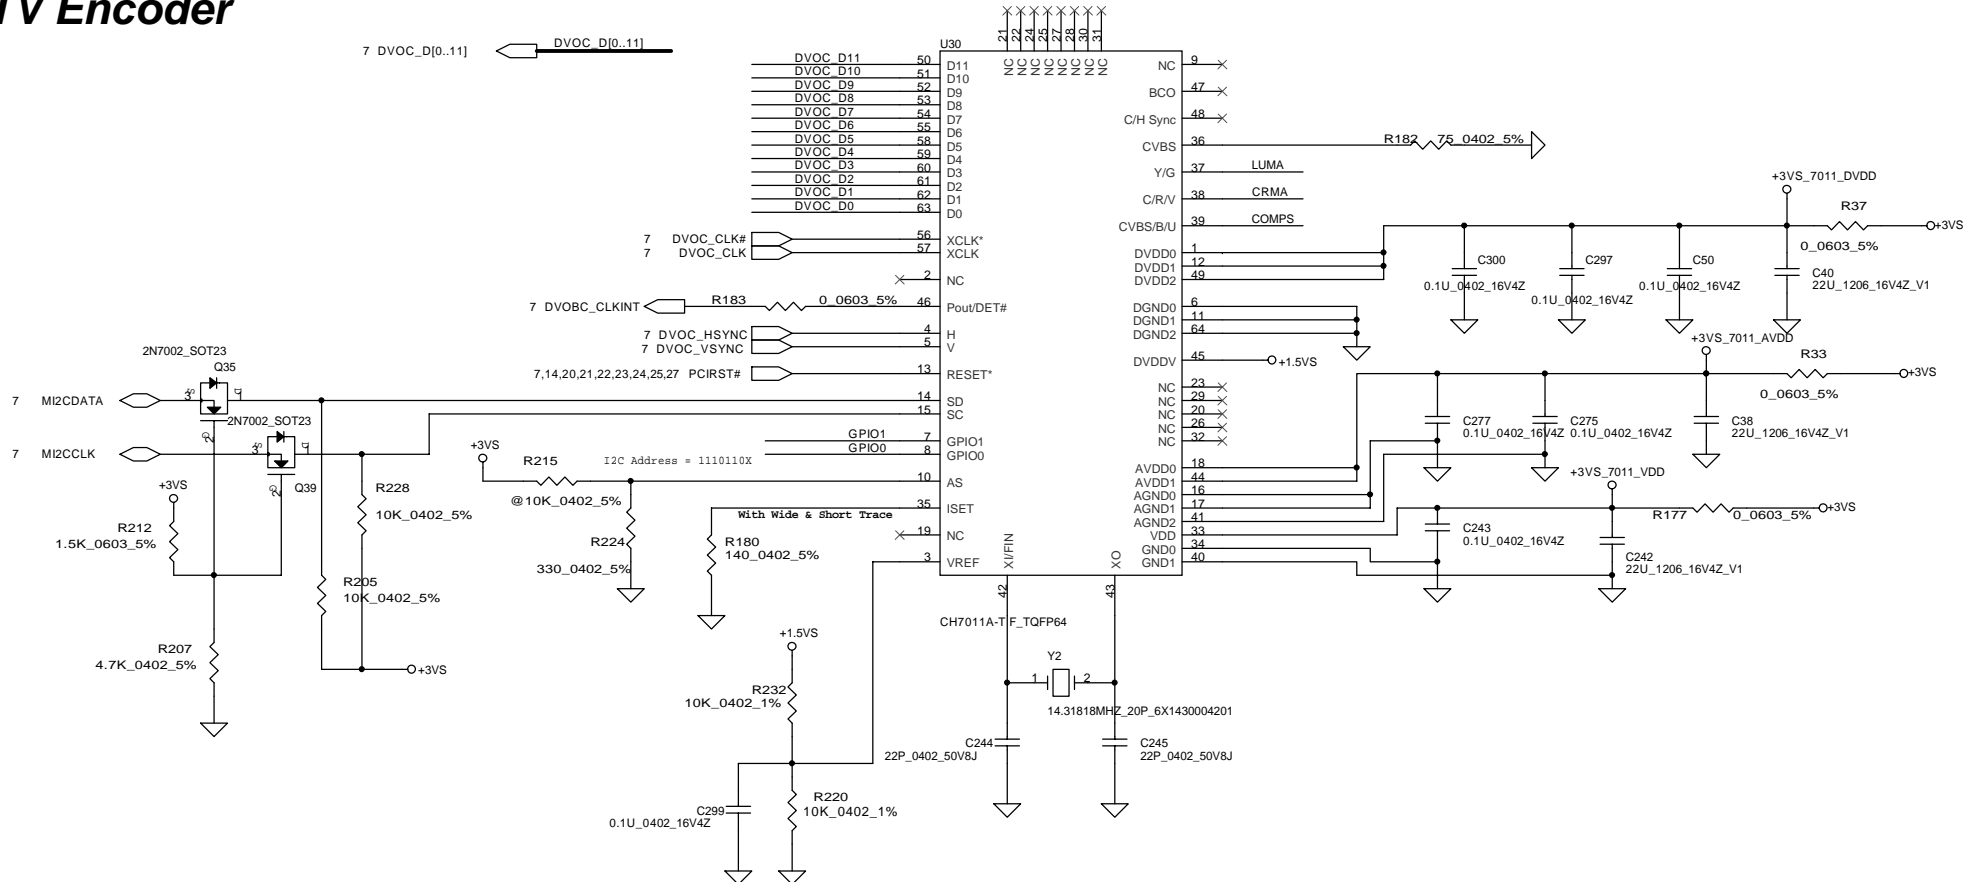 TV Encoder
7 DVOC_D[0..11]
DVOC_D[0..11]
U30
21 22 24 25 27 28 30 31
NC NC NC NC NC NC NC NC
DVOC_D11 50 D11
DVOC_D10 51 D10
DVOC_D9 52 D9
DVOC_D8 53 D8
DVOC_D7 54 D7
DVOC_D6 55 D6
DVOC_D5 58 D5
DVOC_D4 59 D4
DVOC_D3 60 D3
DVOC_D2 61 D2
DVOC_D1 62 D1
DVOC_D0 63 D0
7 DVOC_CLK# 56 XCLK*
7 DVOC_CLK 57 XCLK
2 NC
7 DVOBC_CLKINT R183 0_0603_5% 46 Pout/DET#
7 DVOC_HSYNC 4 H
7 DVOC_VSYNC 5 V
7,14,20,21,22,23,24,25,27 PCIRST# 13 RESET*
14 SD
15 SC
GPIO1 7 GPIO1
GPIO0 8 GPIO0
10 AS
35 ISET
19 NC
3 VREF
XI/FIN
42
XO
43
NC 9
BCO 47
C/H Sync 48
CVBS 36 R182 75_0402_5%
Y/G 37 LUMA
C/R/V 38 CRMA
CVBS/B/U 39 COMPS
DVDD0 1
DVDD1 12
DVDD2 49
DGND0 6
DGND1 11
DGND2 64
DVDDV 45 +1.5VS
NC 23
NC 29
NC 20
NC 26
NC 32
AVDD0 18
AVDD1 44
AGND0 16
AGND1 17
AGND2 41
VDD 33
GND0 34
GND1 40
+3VS_7011_DVDD
R37
+3VS
0_0603_5%
C300
0.1U_0402_16V4Z
C297
0.1U_0402_16V4Z
C50
0.1U_0402_16V4Z
C40
22U_1206_16V4Z_V1
+3VS_7011_AVDD
R33
+3VS
0_0603_5%
C277
0.1U_0402_16V4Z
C275
0.1U_0402_16V4Z
C38
22U_1206_16V4Z_V1
+3VS_7011_VDD
R177 0_0603_5%
+3VS
C243
0.1U_0402_16V4Z
C242
22U_1206_16V4Z_V1
2N7002_SOT23
Q35
S
D
G
3
1
2
7 MI2CDATA
2N7002_SOT23
S
D
G
3
1
2
7 MI2CCLK
Q39
+3VS
R212
1.5K_0603_5%
R228
10K_0402_5%
R205
10K_0402_5%
R207
4.7K_0402_5%
+3VS
+3VS
R215
@10K_0402_5%
I2C Address = 1110110X
R224
330_0402_5%
With Wide & Short Trace
R180
140_0402_5%
+1.5VS
R232
10K_0402_1%
C299
0.1U_0402_16V4Z
R220
10K_0402_1%
CH7011A-T F_TQFP64
Y2
1 2
14.31818MHZ_20P_6X1430004201
C244
22P_0402_50V8J
C245
22P_0402_50V8J